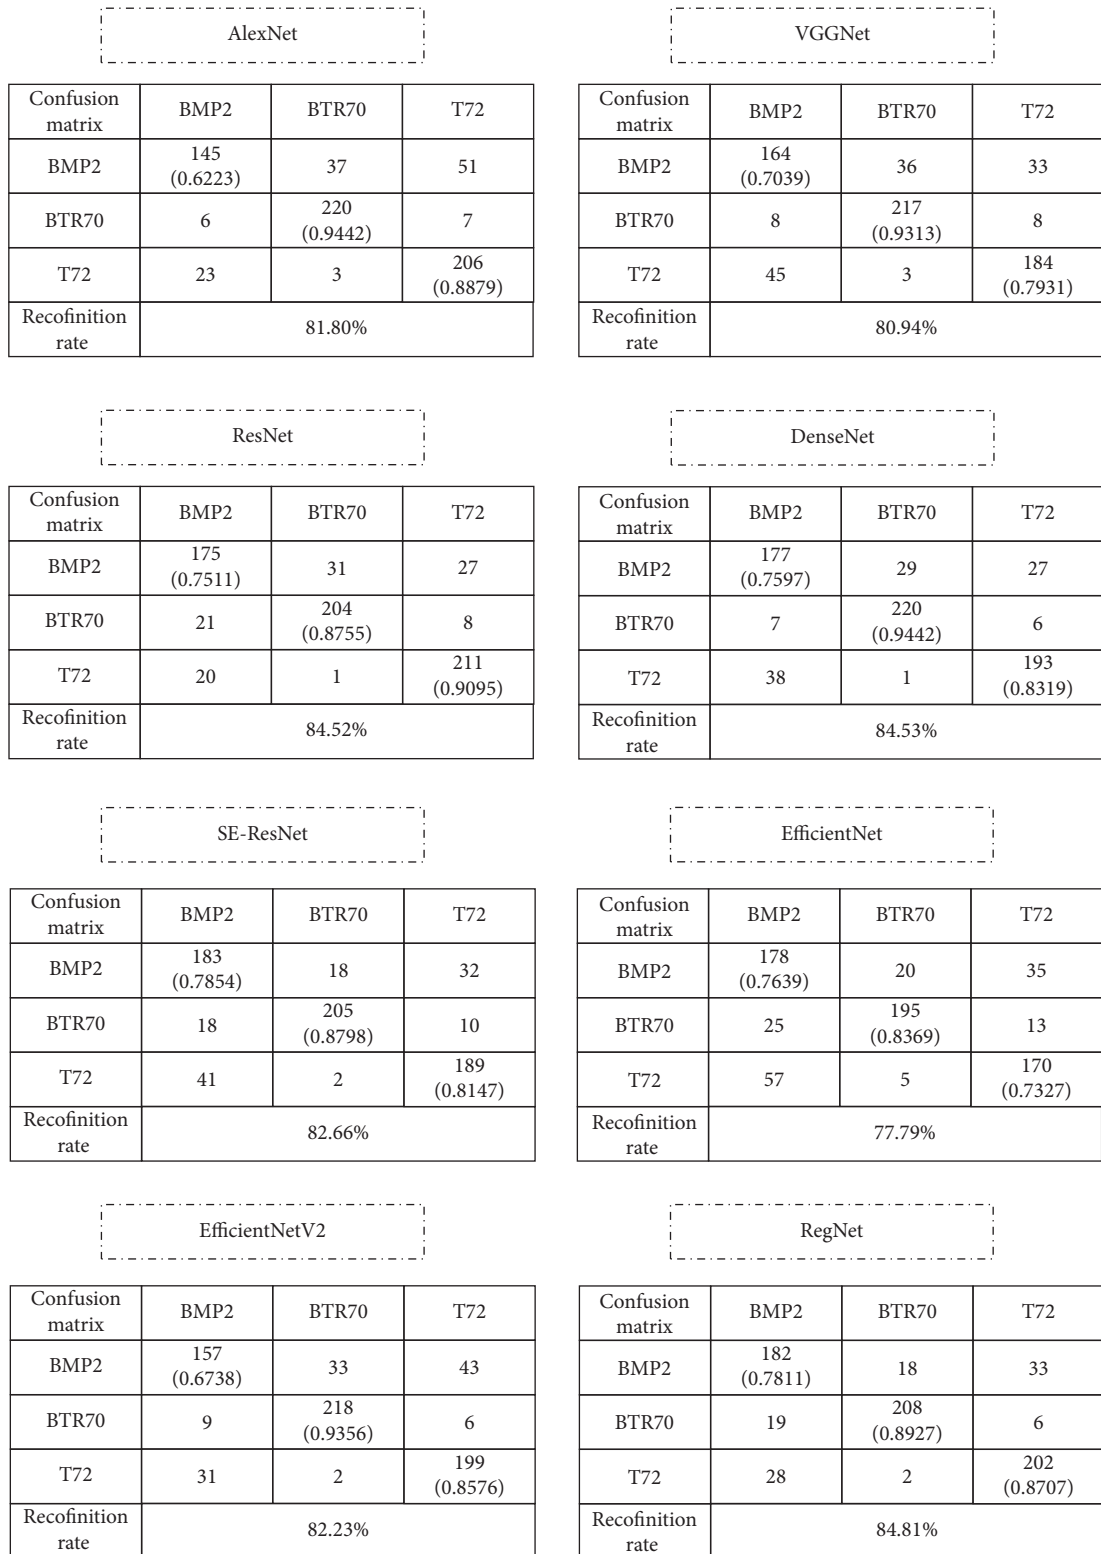 AlexNet
Confusion
matrix
BMP2
BTR70
T72
BMP2
145
(0.6223)
37
51
BTR70
6
220
(0.9442)
7
T72
23
3
206
(0.8879)
Recofinition
rate
81.80%
VGGNet
Confusion
matrix
BMP2
BTR70
T72
BMP2
164
(0.7039)
36
33
BTR70
8
217
(0.9313)
8
T72
45
3
184
(0.7931)
Recofinition
rate
80.94%
ResNet
Confusion
matrix
BMP2
BTR70
T72
BMP2
175
(0.7511)
31
27
BTR70
21
204
(0.8755)
8
T72
20
1
211
(0.9095)
Recofinition
rate
84.52%
DenseNet
Confusion
matrix
BMP2
BTR70
T72
BMP2
177
(0.7597)
29
27
BTR70
7
220
(0.9442)
6
T72
38
1
193
(0.8319)
Recofinition
rate
84.53%
SE-ResNet
Confusion
matrix
BMP2
BTR70
T72
BMP2
183
(0.7854)
18
32
BTR70
18
205
(0.8798)
10
T72
41
2
189
(0.8147)
Recofinition
rate
82.66%
EfficientNet
Confusion
matrix
BMP2
BTR70
T72
BMP2
178
(0.7639)
20
35
BTR70
25
195
(0.8369)
13
T72
57
5
170
(0.7327)
Recofinition
rate
77.79%
EfficientNetV2
Confusion
matrix
BMP2
BTR70
T72
BMP2
157
(0.6738)
33
43
BTR70
9
218
(0.9356)
6
T72
31
2
199
(0.8576)
Recofinition
rate
82.23%
RegNet
Confusion
matrix
BMP2
BTR70
T72
BMP2
182
(0.7811)
18
33
BTR70
19
208
(0.8927)
6
T72
28
2
202
(0.8707)
Recofinition
rate
84.81%